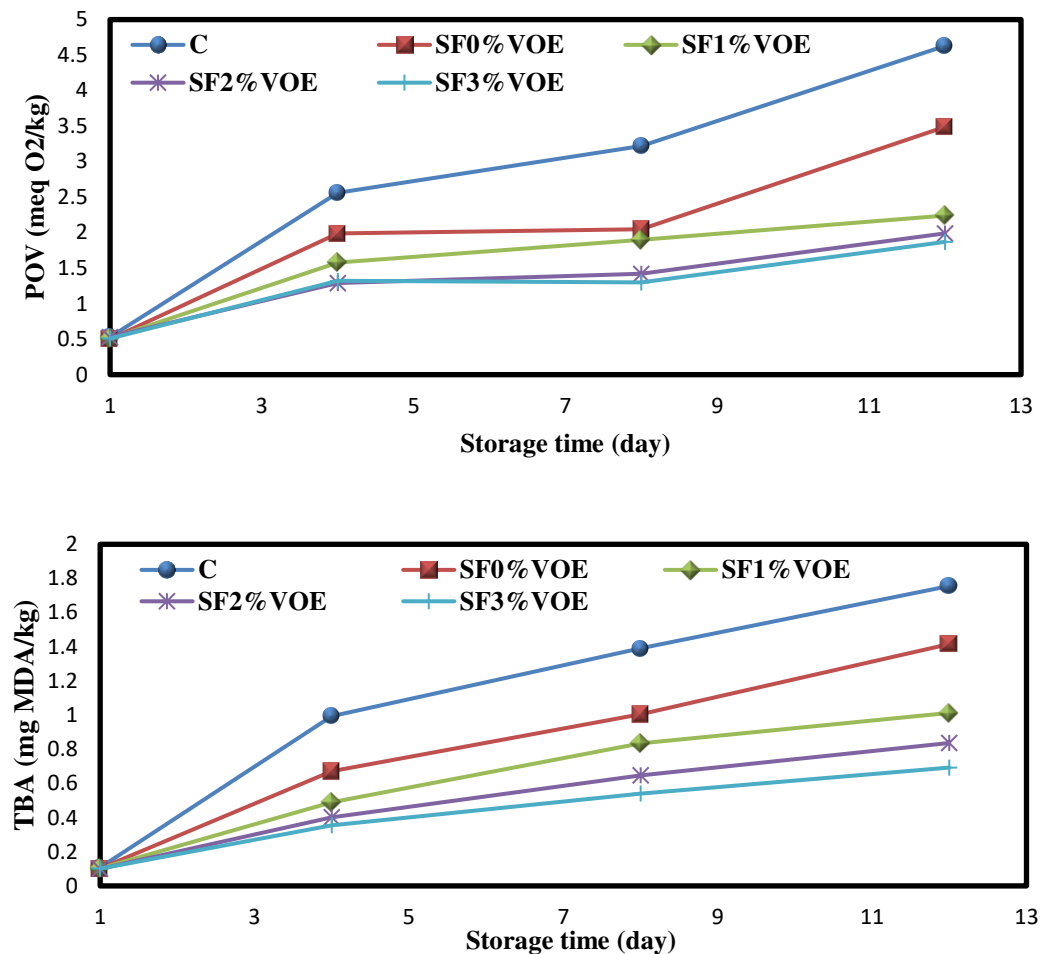 5
4.5
4
3.5
3
2.5
2
1.5
1
0.5
0
POV (meq O2/kg)
C SF0%VOE SF1%VOE
SF2%VOE SF3%VOE
1 3 5 7 9 11 13
Storage time (day)
2
1.8
1.6
1.4
1.2
1
0.8
0.6
0.4
0.2
0
TBA (mg MDA/kg)
C SF0%VOE SF1%VOE
SF2%VOE SF3%VOE
1 3 5 7 9 11 13
Storage time (day)